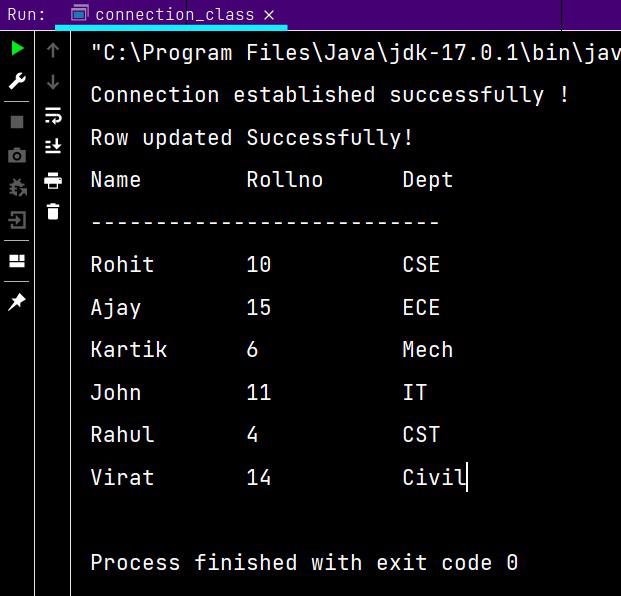 Run: connection_class ×
"C:\Program Files\Java\jdk-17.0.1\bin\jav
Connection established successfully !
Row updated Successfully!
Name Rollno Dept
---------------------------
Rohit 10 CSE
Ajay 15 ECE
Kartik 6 Mech
John 11 IT
Rahul 4 CST
Virat 14 Civil
Process finished with exit code 0